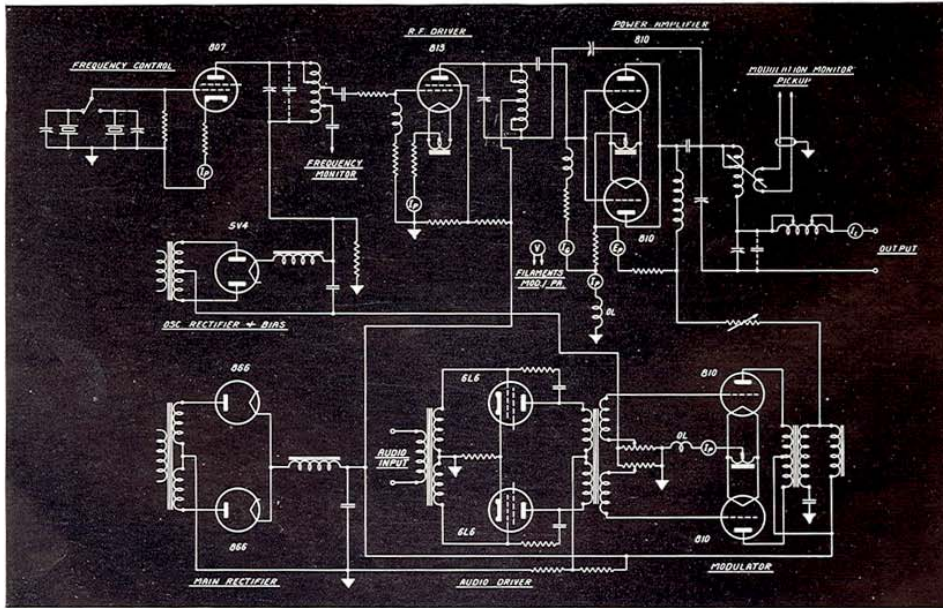 R.F. DRIVER
POWER AMPLIFIER
807
813
810
FREQUENCY CONTROL
MODULATION MONITOR
PICKUP
FREQUENCY
MONITOR
IP
IP
5V4
810
V
IG
EP
IL
FILAMENTS
MOD./PA.
IP
OUTPUT
OL
OSC RECTIFIER + BIAS
866
6L6
810
AUDIO
INPUT
OL
IP
866
6L6
810
MAIN RECTIFIER
AUDIO DRIVER
MODULATOR